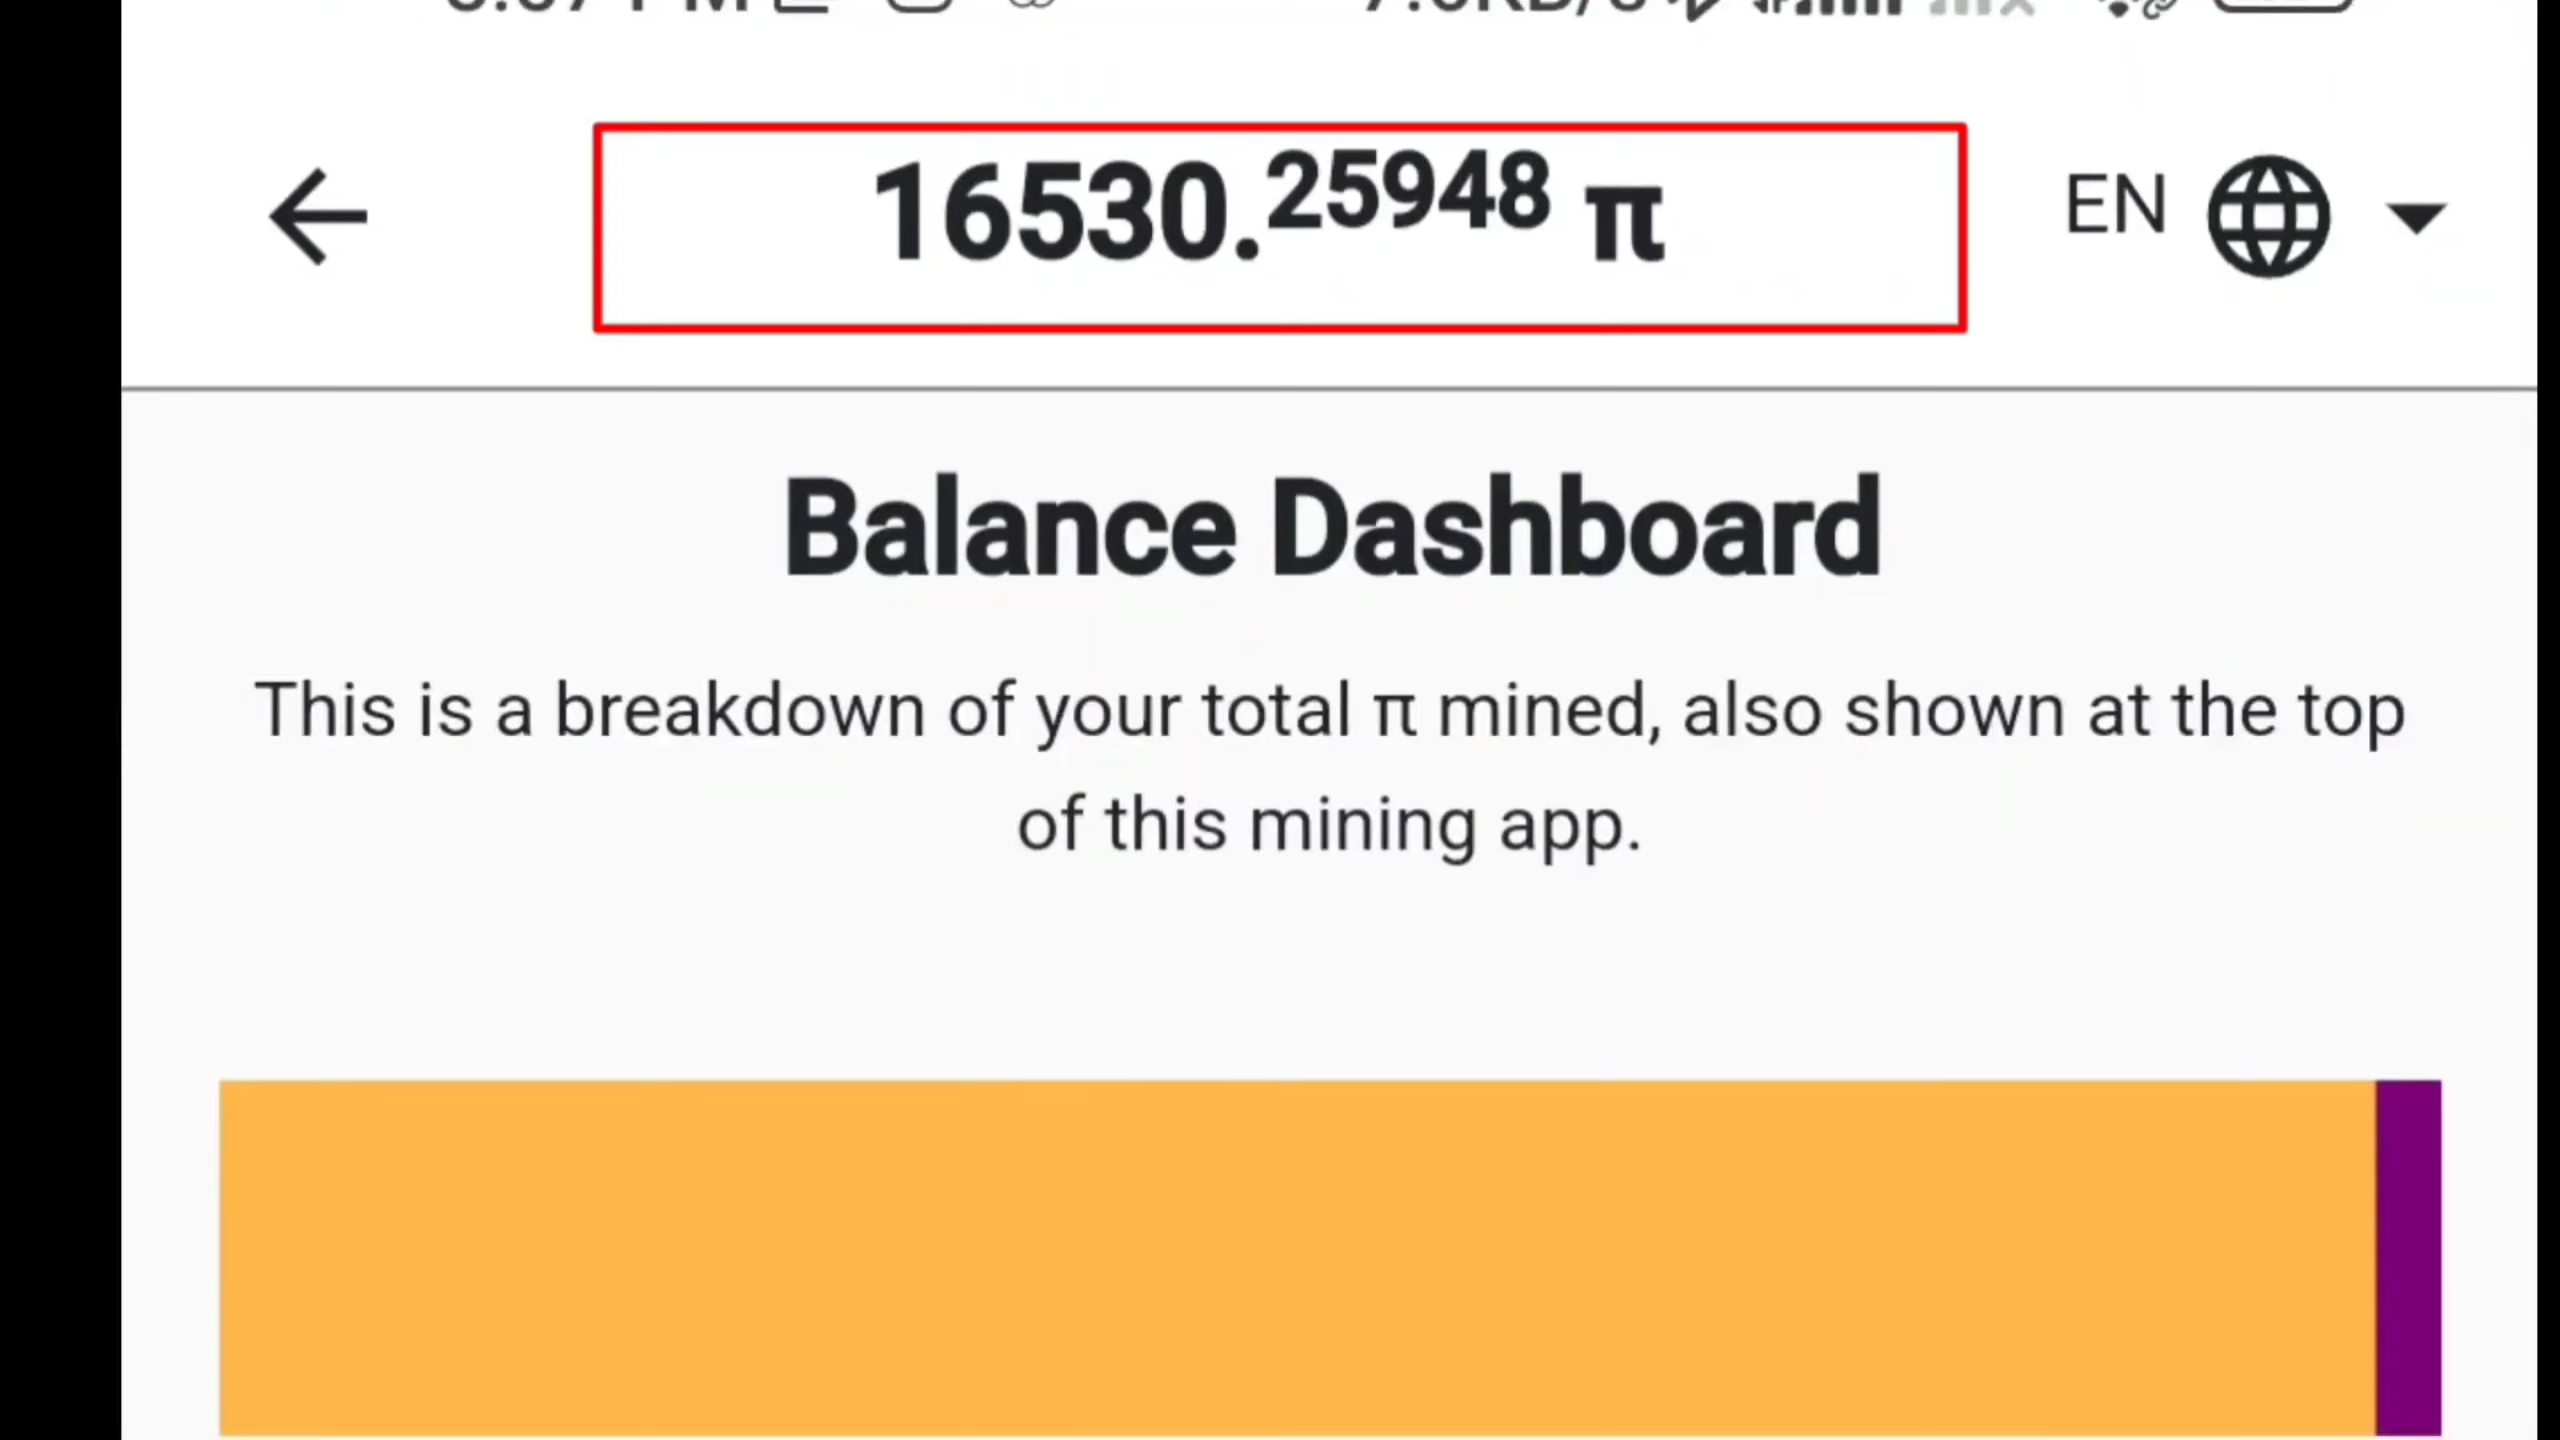 16530.25948 π
EN
Balance Dashboard
This is a breakdown of your total π mined, also shown at the top
of this mining app.